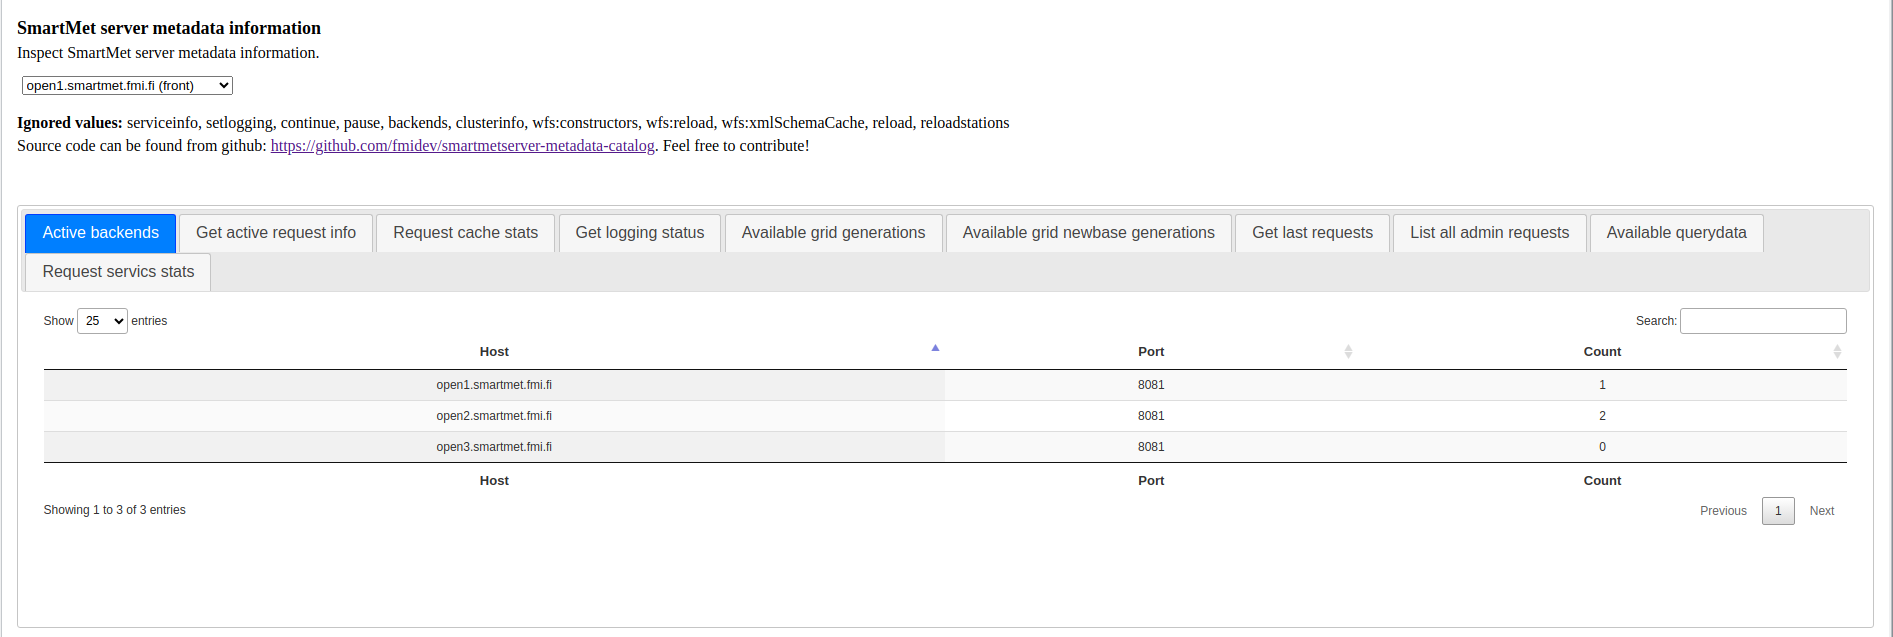 SmartMet server metadata information
Inspect SmartMet server metadata information.
open1.smartmet.fmi.fi (front)
Ignored values: serviceinfo, setlogging, continue, pause, backends, clusterinfo, wfs:constructors, wfs:reload, wfs:xmlSchemaCache, reload, reloadstations
Source code can be found from github: https://github.com/fmidev/smartmetserver-metadata-catalog. Feel free to contribute!
Active backends Get active request info Request cache stats Get logging status Available grid generations Available grid newbase generations Get last requests List all admin requests Available querydata
Request servics stats
Show 25 entries Search:
Host Port Count
open1.smartmet.fmi.fi 8081 1
open2.smartmet.fmi.fi 8081 2
open3.smartmet.fmi.fi 8081 0
Host Port Count
Showing 1 to 3 of 3 entries Previous 1 Next